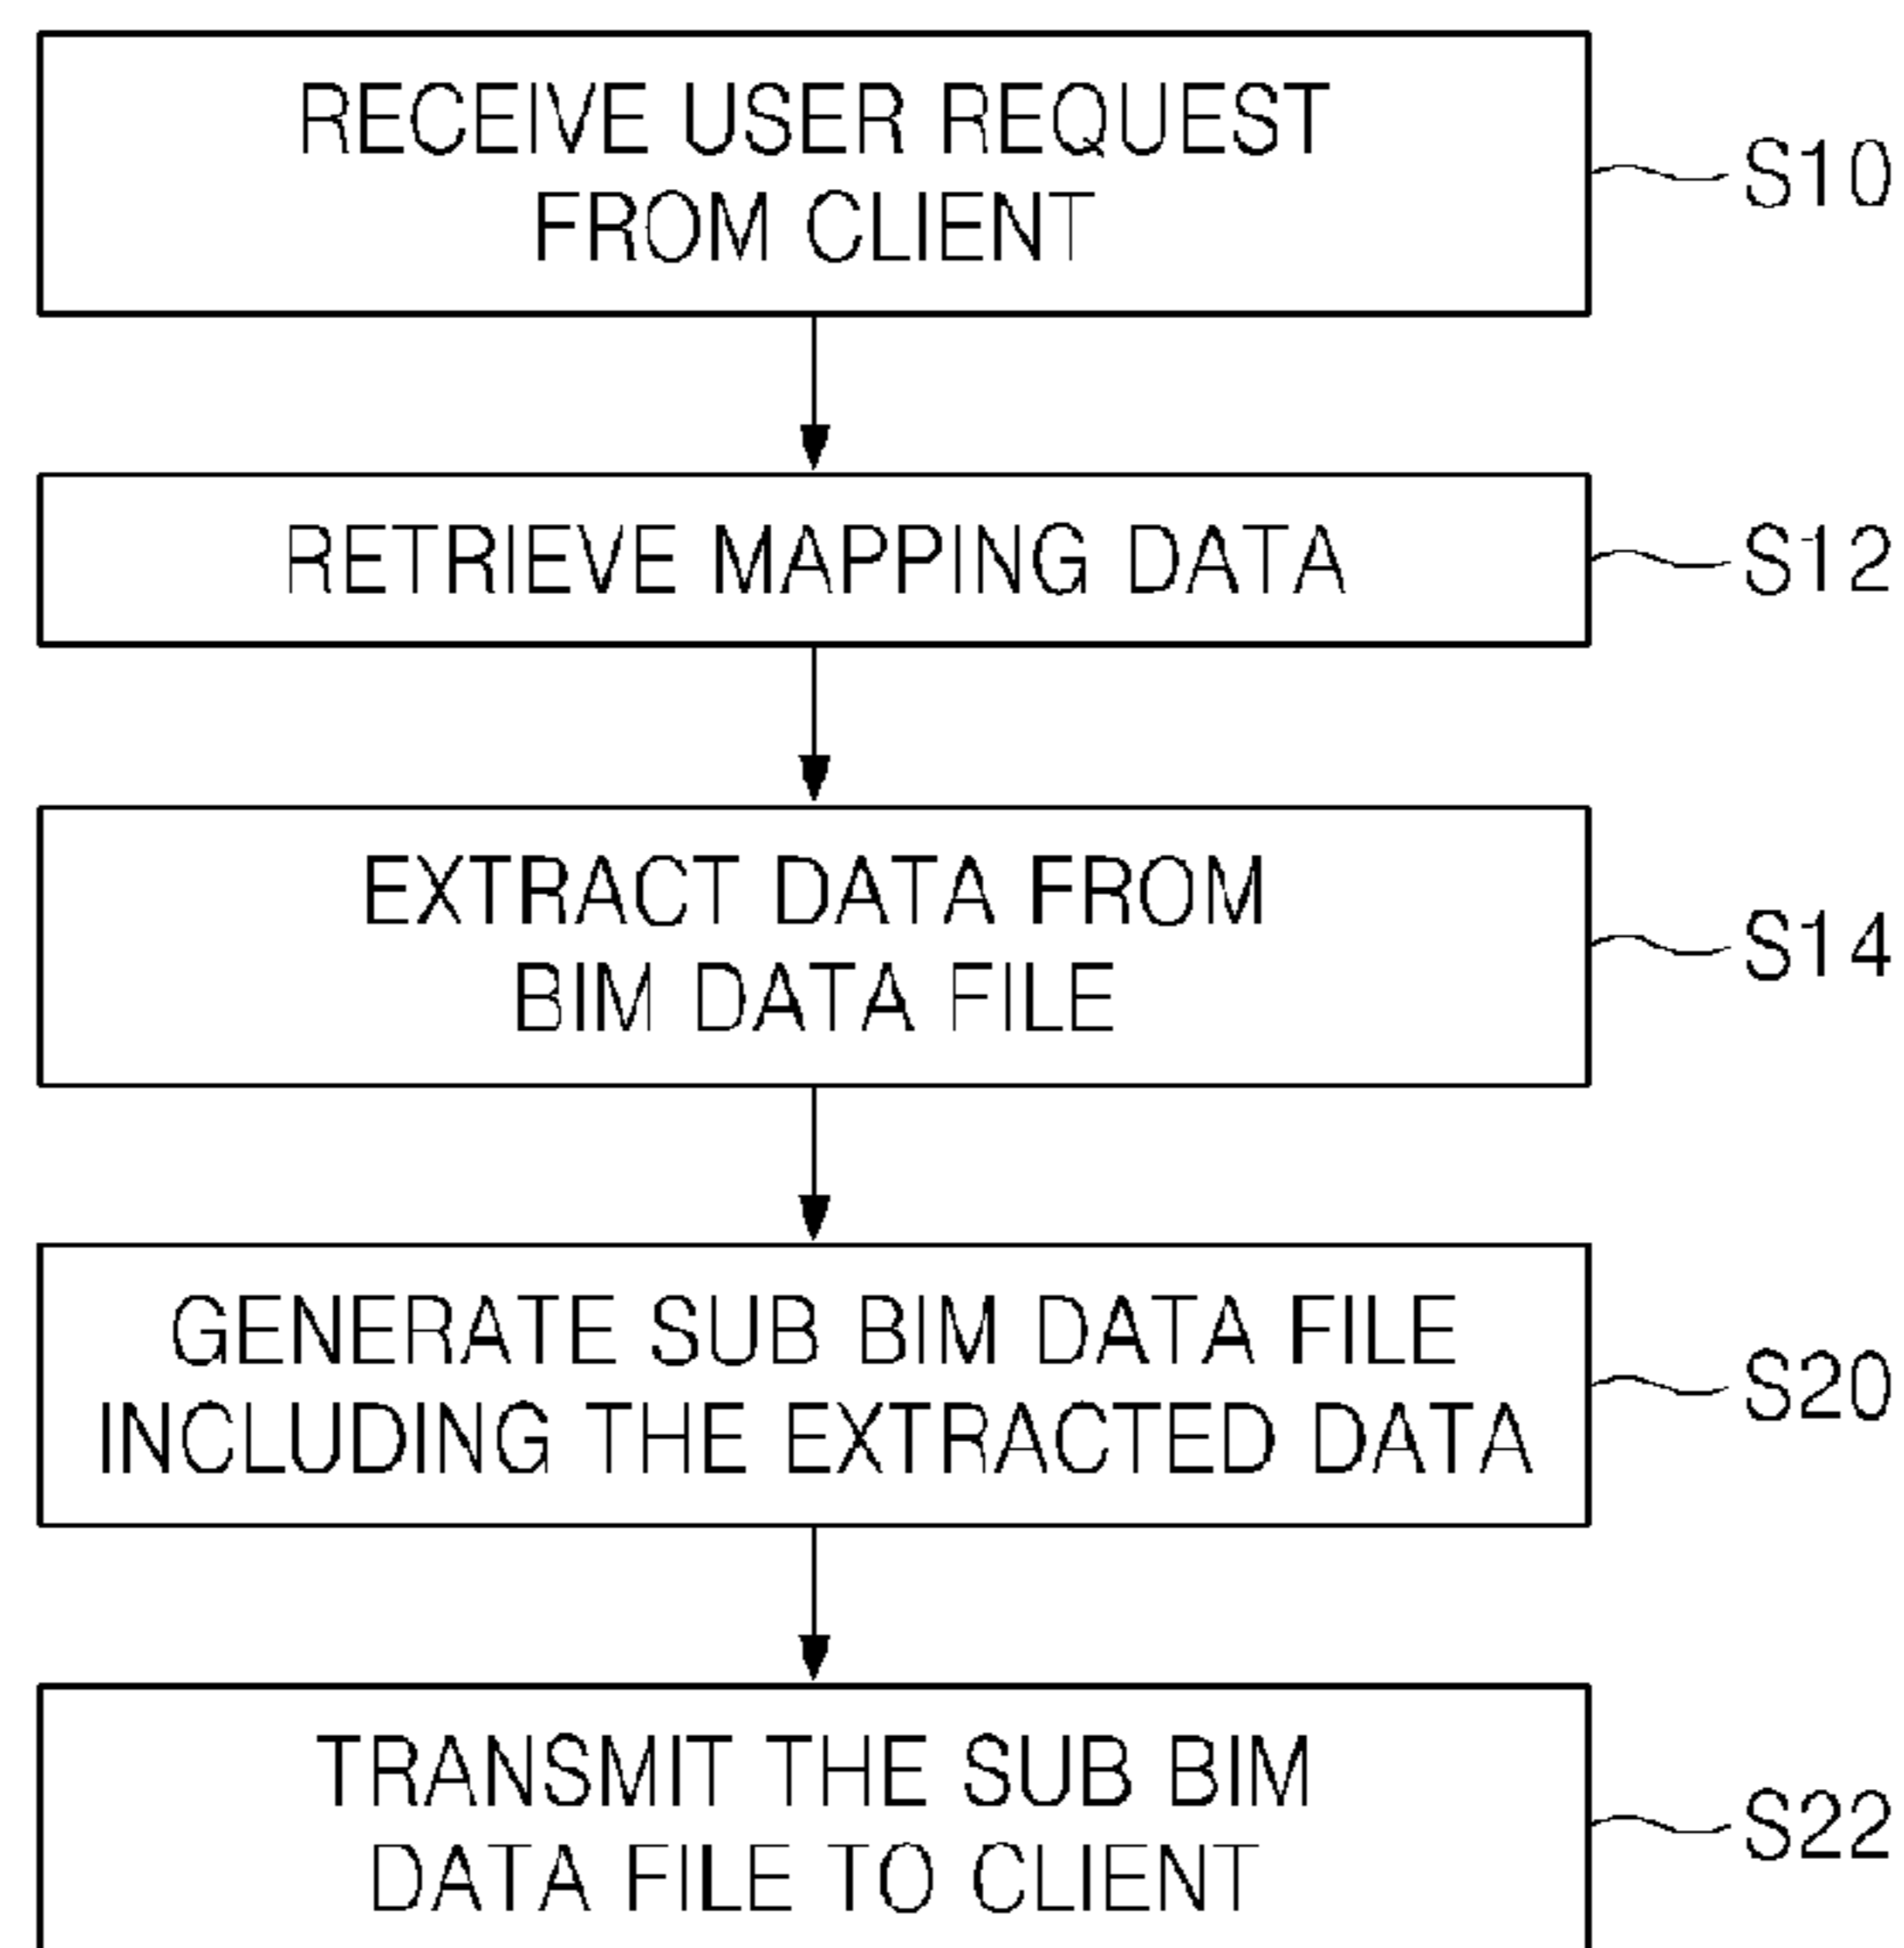 RECEIVE USER REQUEST
FROM CLIENT
S10
RETRIEVE MAPPING DATA
S12
EXTRACT DATA FROM
BIM DATA FILE
S14
GENERATE SUB BIM DATA FILE
INCLUDING THE EXTRACTED DATA
S20
TRANSMIT THE SUB BIM
DATA FILE TO CLIENT
S22